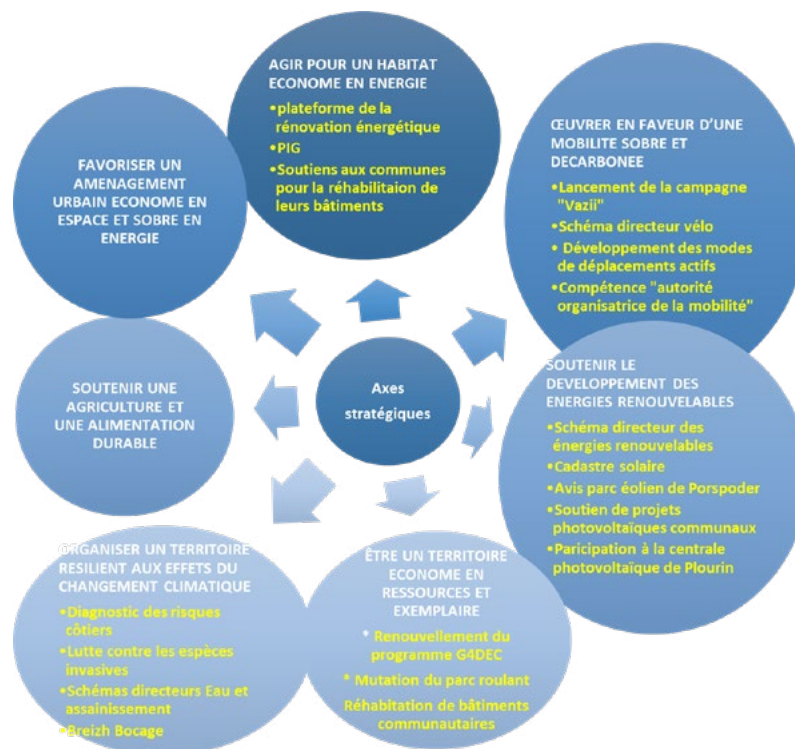 AGIR POUR UN HABITAT
ECONOME EN ENERGIE
•plateforme de la
rénovation énergétique
•PIG
•Soutiens aux communes
pour la réhabilitaion de
leurs bâtiments
ŒUVRER EN FAVEUR D'UNE
MOBILITE SOBRE ET
DECARBONEE
•Lancement de la campagne
"Vazii"
•Schéma directeur vélo
• Développement des modes
de déplacements actifs
•Compétence "autorité
organisatrice de la mobilité"
SOUTENIR LE
DEVELOPPEMENT DES
ENERGIES RENOUVELABLES
•Schéma directeur des
énergies renouvelables
•Cadastre solaire
•Avis parc éolien de Porspoder
•Soutien de projets
photovoltaïques communaux
•Paricipation à la centrale
photovoltaïque de Plourin
ÊTRE UN TERRITOIRE
ECONOME EN
RESSOURCES ET
EXEMPLAIRE
* Renouvellement du
programme G4DEC
* Mutation du parc roulant
Réhabitation de bâtiments
communautaires
ORGANISER UN TERRITOIRE
RESILIENT AUX EFFETS DU
CHANGEMENT CLIMATIQUE
•Diagnostic des risques
côtiers
•Lutte contre les espèces
invasives
•Schémas directeurs Eau et
assainissement
•Breizh Bocage
SOUTENIR UNE
AGRICULTURE ET
UNE ALIMENTATION
DURABLE
FAVORISER UN
AMENAGEMENT
URBAIN ECONOME EN
ESPACE ET SOBRE EN
ENERGIE
Axes
stratégiques